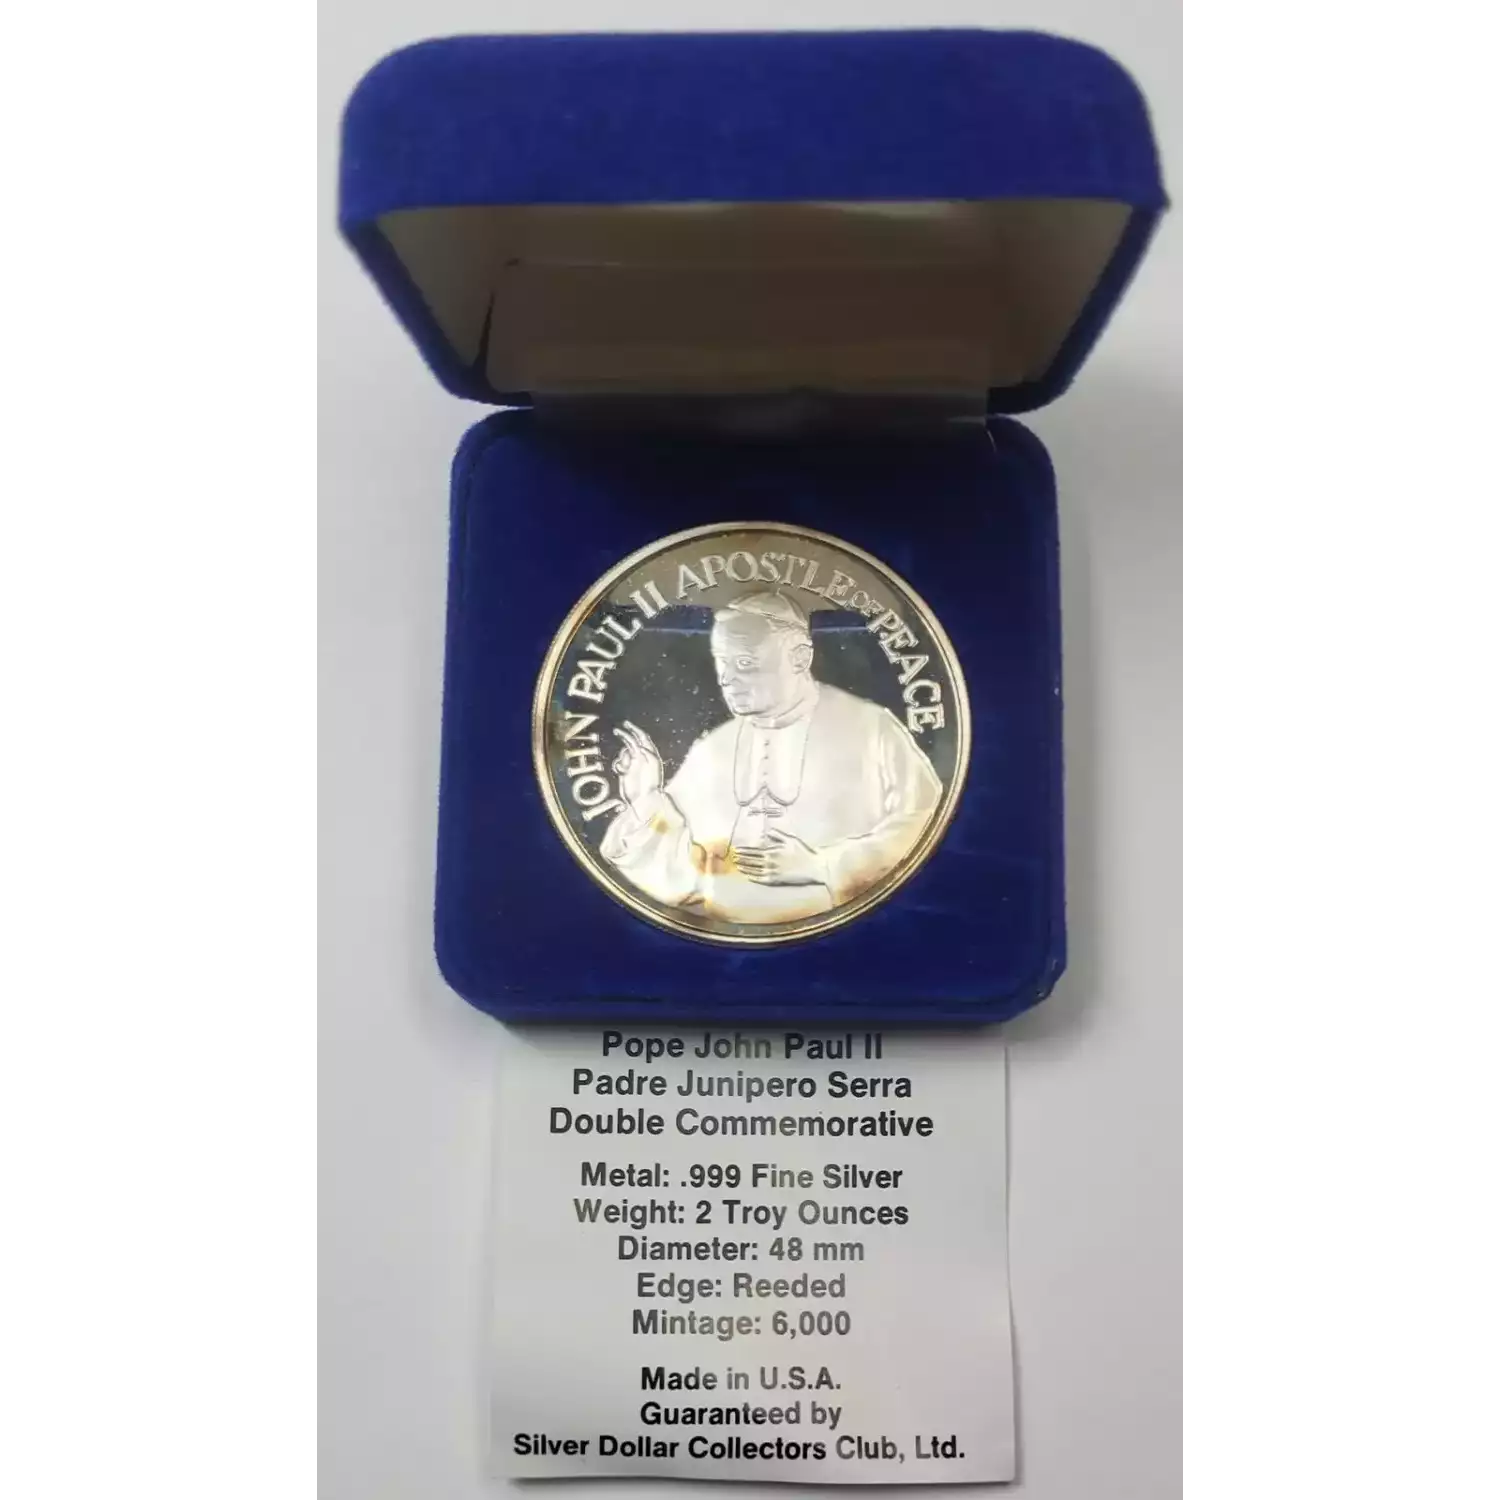 JOHN PAUL II APOSTLE OF PEACE
Pope John Paul II
Padre Junipero Serra
Double Commemorative
Metal: .999 Fine Silver
Weight: 2 Troy Ounces
Diameter: 48 mm
Edge: Reeded
Mintage: 6,000
Made in U.S.A.
Guaranteed by
Silver Dollar Collectors Club, Ltd.